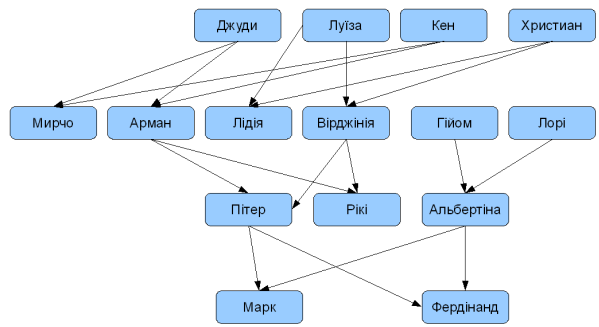 Джуди
Луїза
Кен
Христиан
Мирчо
Арман
Лідія
Вірджінія
Гійом
Лорі
Пітер
Рікі
Альбертіна
Марк
Фердінанд